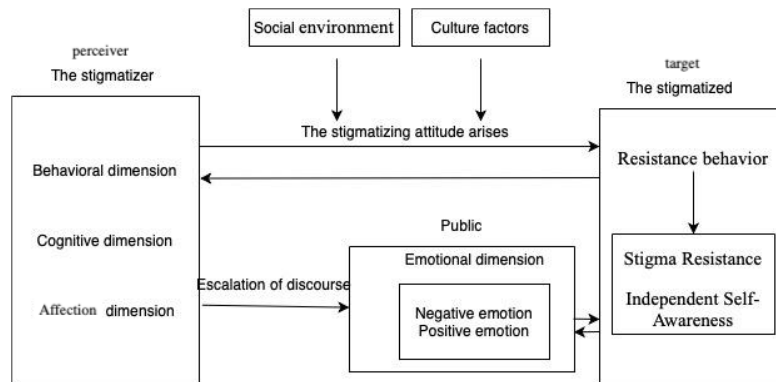 Social environment
Culture factors
perceiver
The stigmatizer
target
The stigmatized
The stigmatizing attitude arises
Behavioral dimension
Resistance behavior
Cognitive dimension
Public
Emotional dimension
Stigma Resistance
Independent Self-
Awareness
Escalation of discourse
Affection dimension
Negative emotion
Positive emotion